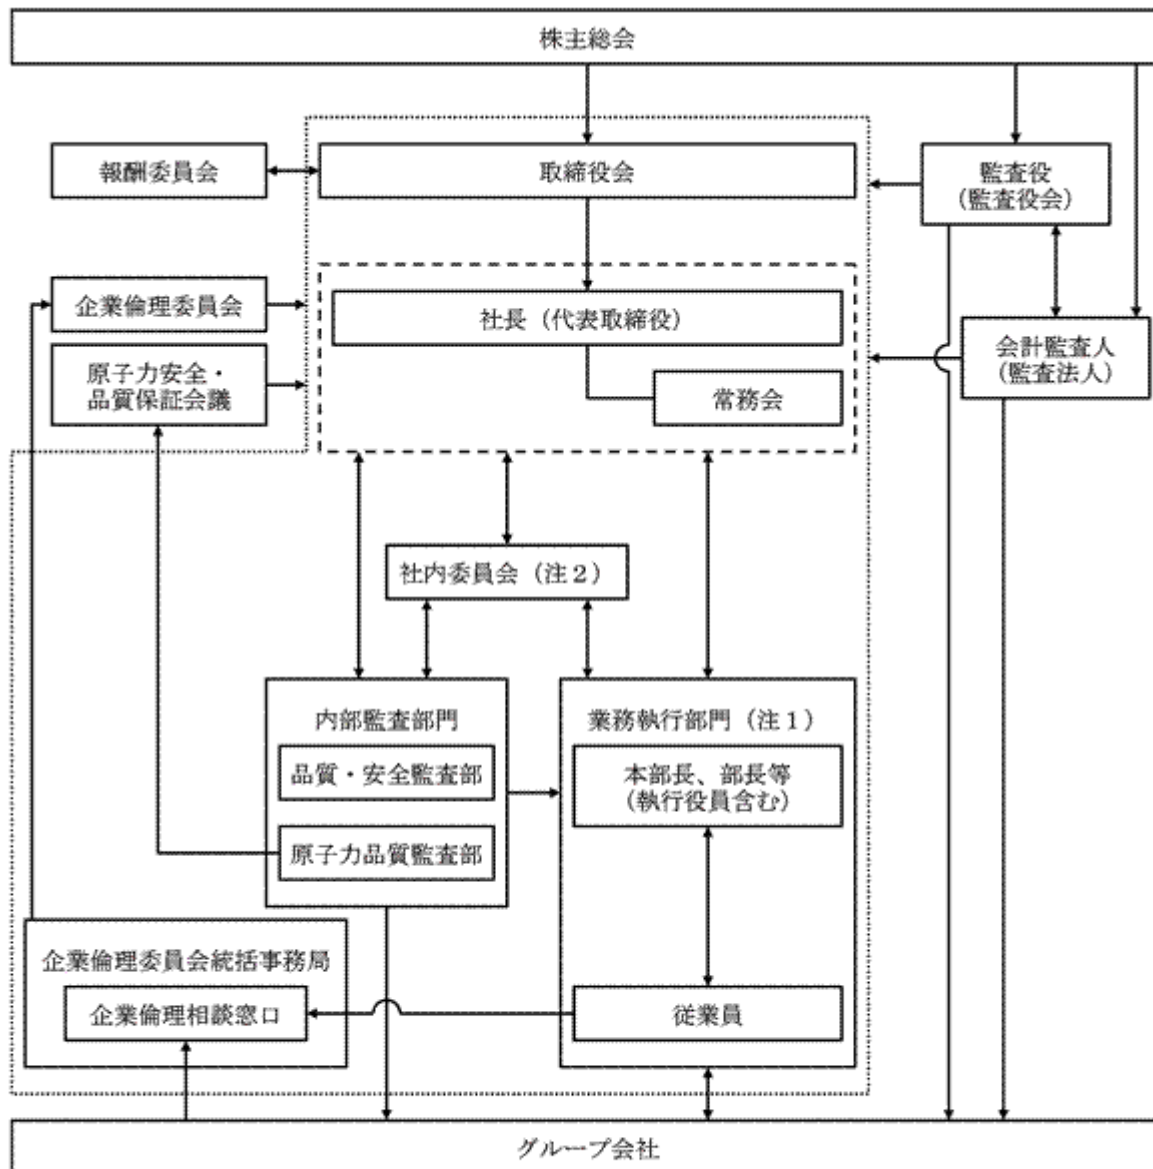 株主総会
報酬委員会
取締役会
監査役
（監査役会）
企業倫理委員会
社長（代表取締役）
原子力安全・
品質保証会議
常務会
会計監査人
（監査法人）
社内委員会（注２）
内部監査部門
業務執行部門（注１）
品質・安全監査部
本部長、部長等
（執行役員含む）
原子力品質監査部
企業倫理委員会統括事務局
企業倫理相談窓口
従業員
グループ会社